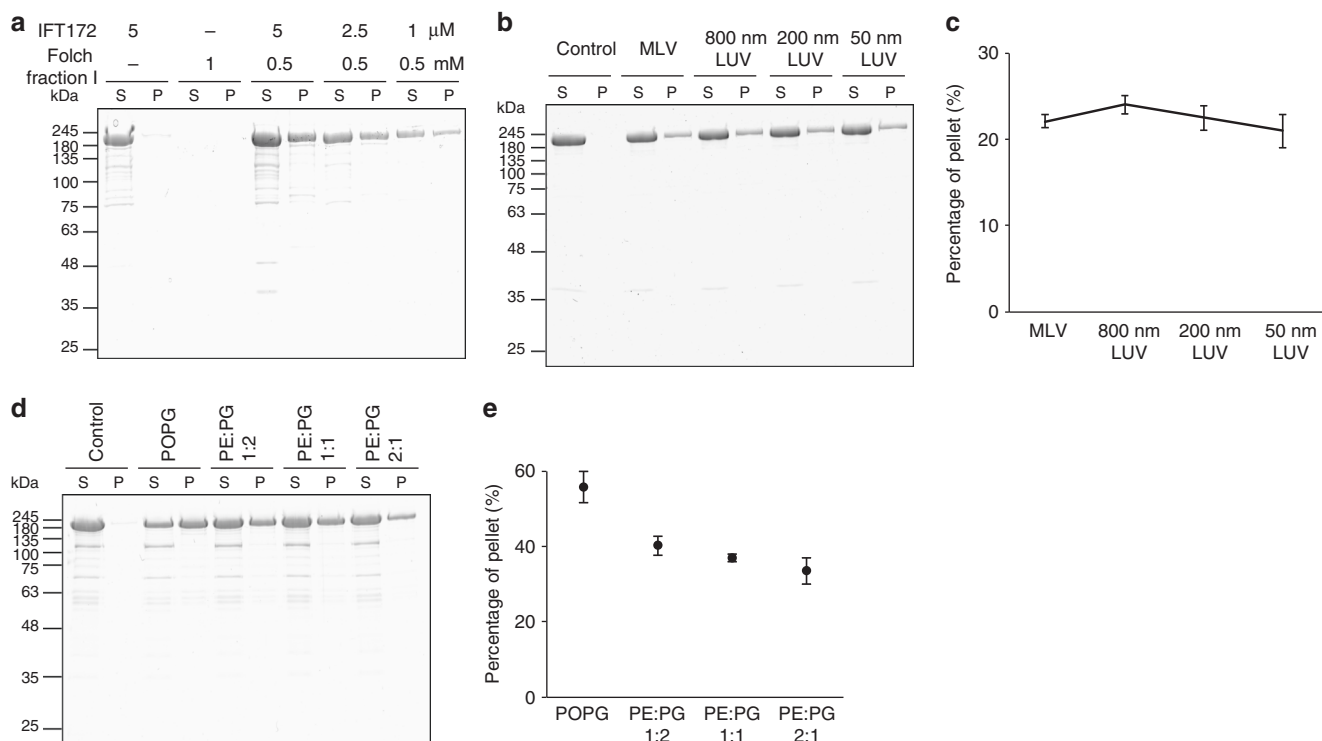 a
IFT172 5 – 5 2.5 1 μM
Folch
fraction I – 1 0.5 0.5 0.5 mM
kDa S P S P S P S P S P
245
180
135
100
75
63
48
35
25
b
Control MLV 800 nm LUV 200 nm LUV 50 nm LUV
S P S P S P S P S P
kDa
245
180
135
100
75
63
48
35
25
c
Percentage of pellet (%)
30
20
10
0
MLV 800 nm LUV 200 nm LUV 50 nm LUV
d
Control POPG PE:PG 1:2 PE:PG 1:1 PE:PG 2:1
kDa S P S P S P S P S P
245
180
135
100
75
63
48
35
25
e
Percentage of pellet (%)
60
40
20
0
POPG PE:PG 1:2 PE:PG 1:1 PE:PG 2:1